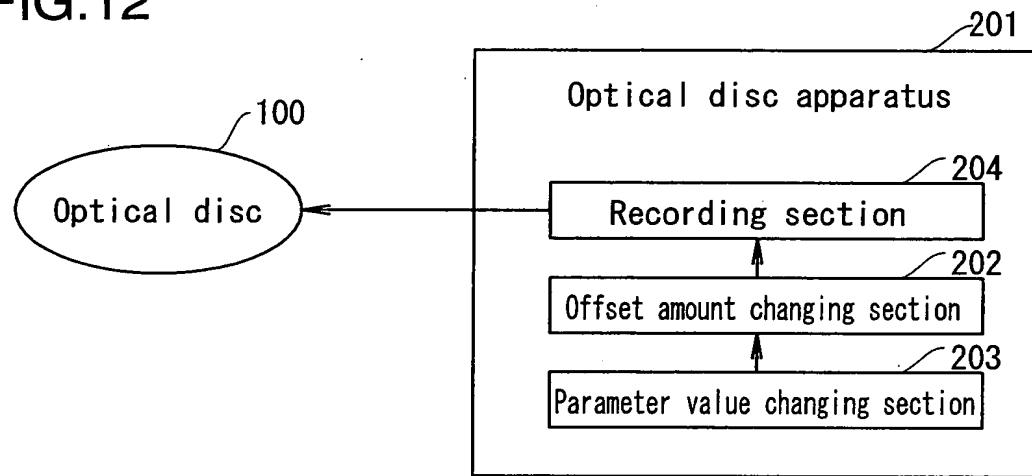 FIG.12
201
Optical disc apparatus
100
Optical disc
204
Recording section
202
Offset amount changing section
203
Parameter value changing section